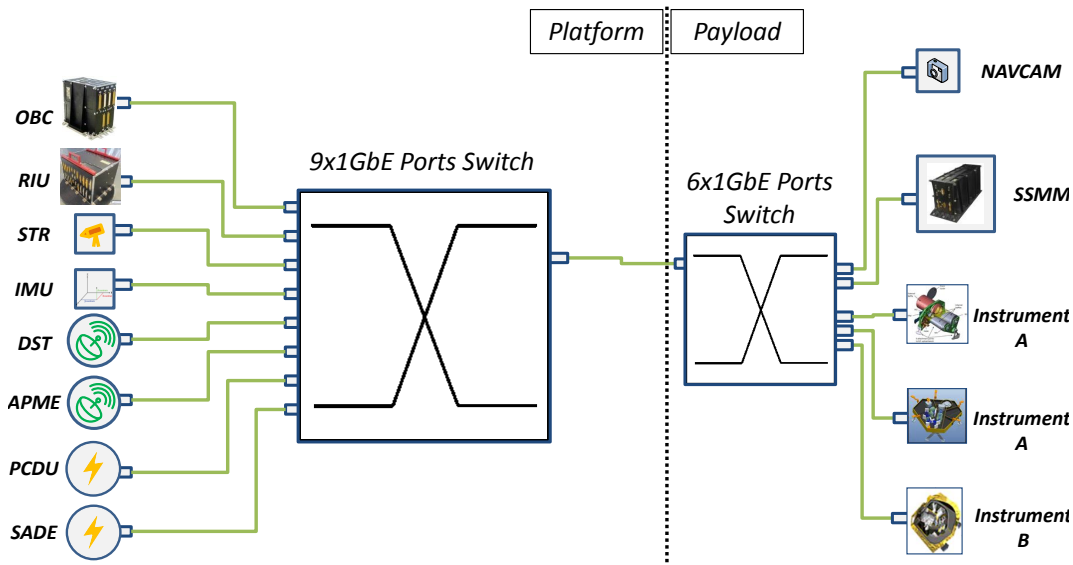 Platform
Payload
NAVCAM
OBC
9x1GbE Ports Switch
RIU
6x1GbE Ports
Switch
SSMM
STR
IMU
DST
Instrument
A
APME
Instrument
A
PCDU
SADE
Instrument
B